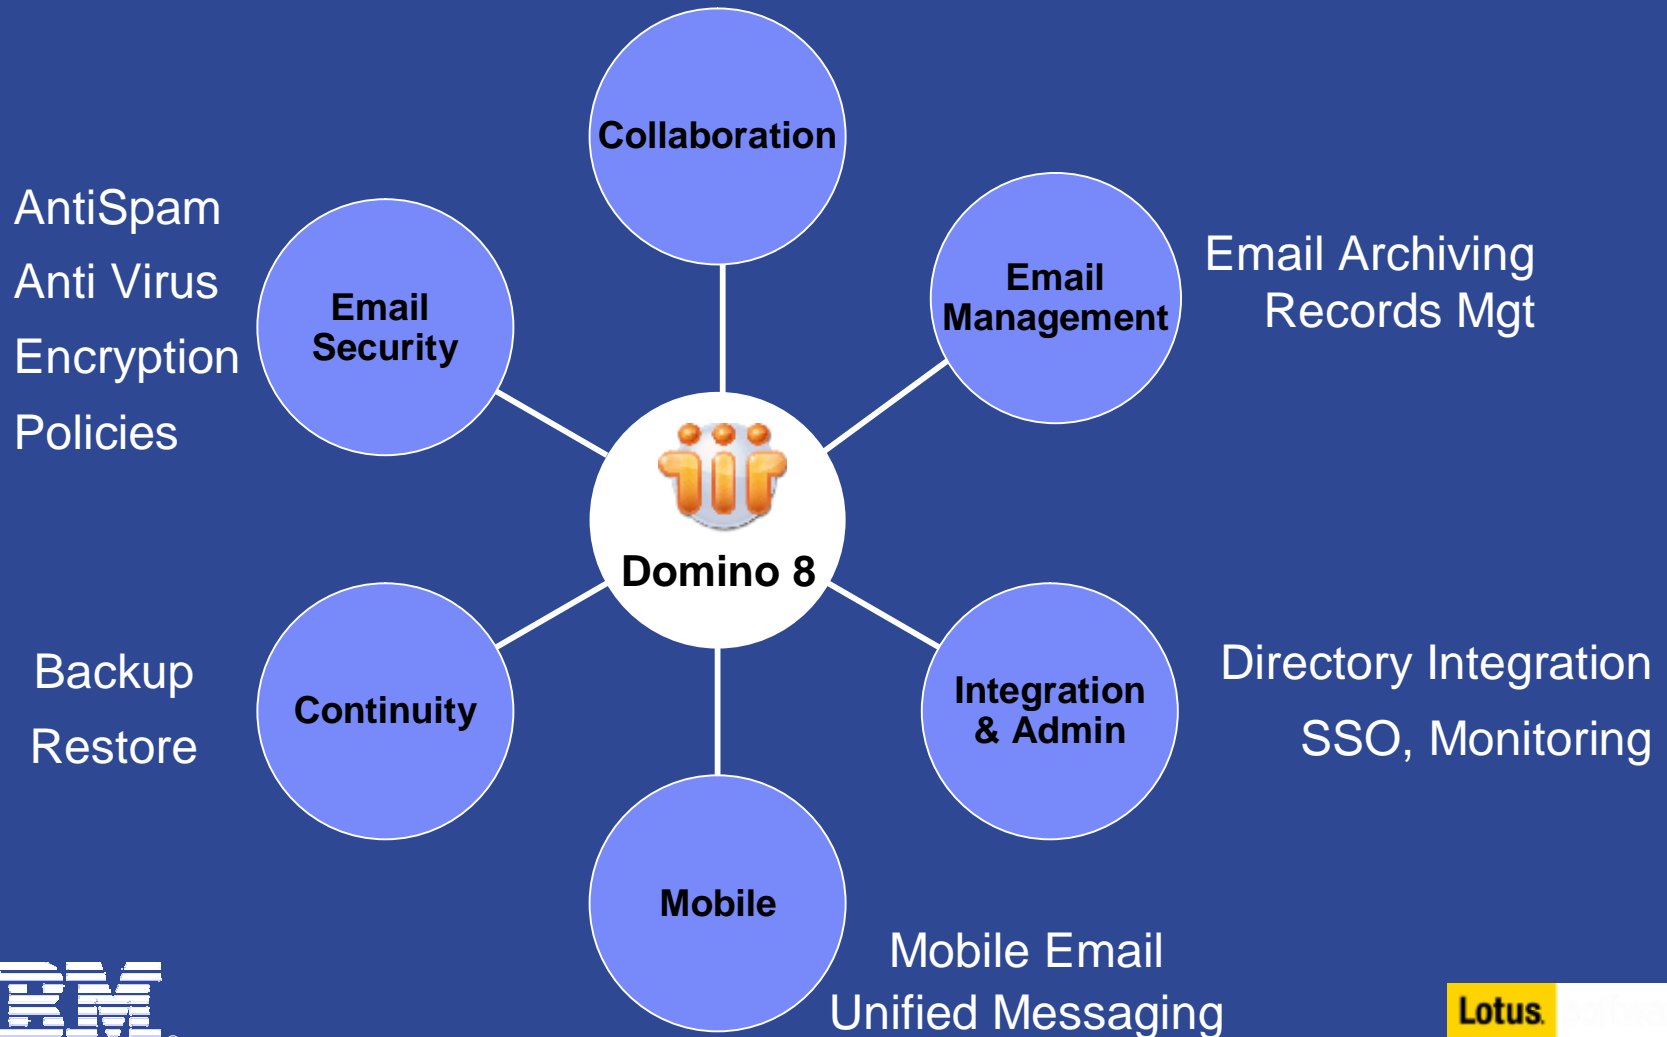 Collaboration
AntiSpam
Anti Virus
Encryption
Policies
Email
Security
Email
Management
Email Archiving
Records Mgt
Domino 8
Backup
Restore
Continuity
Integration
& Admin
Directory Integration
SSO, Monitoring
Mobile
Mobile Email
Unified Messaging
IBM®
Lotus.